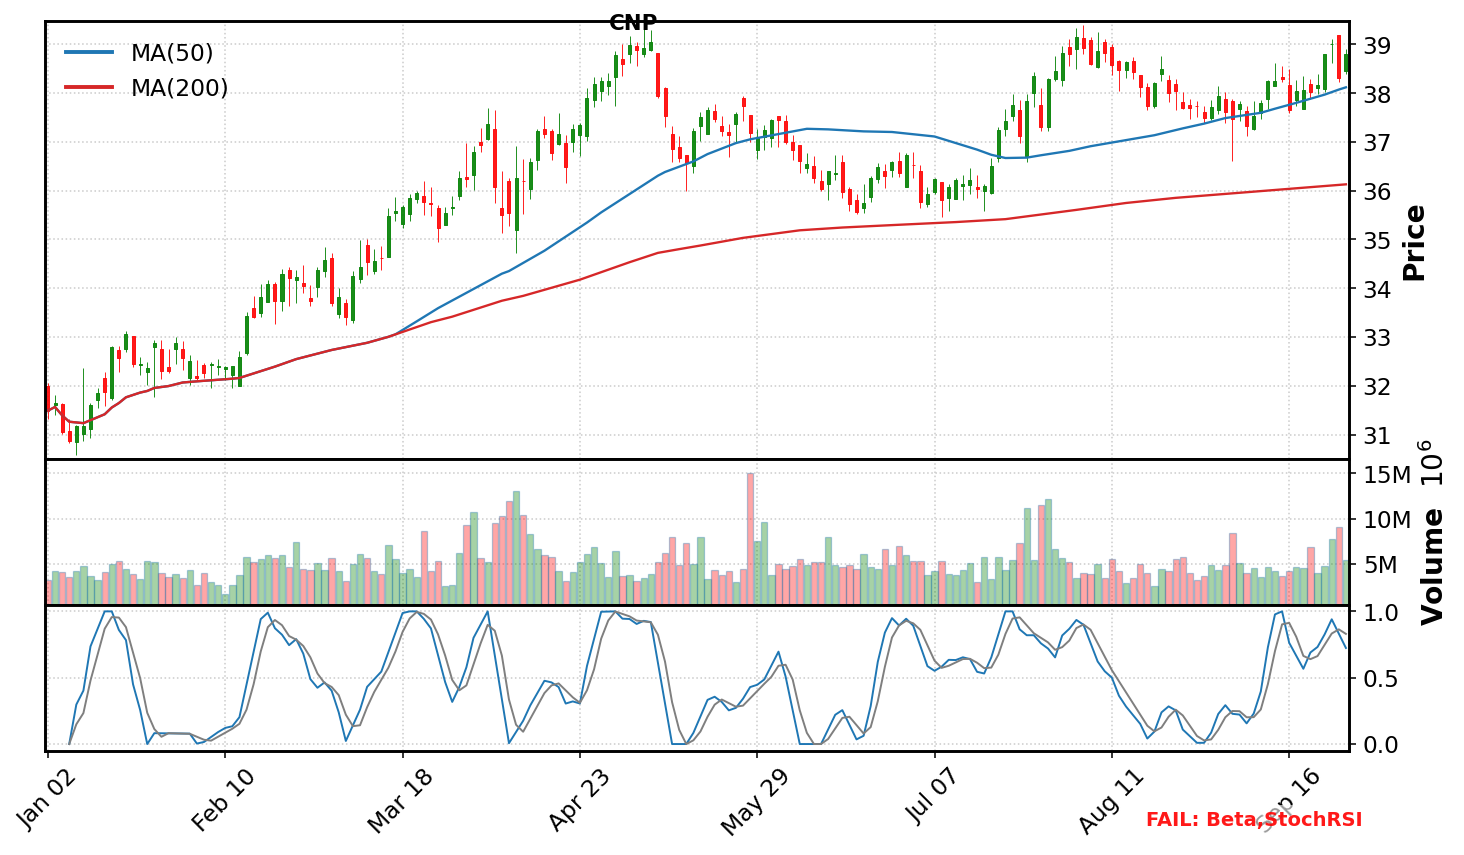 CNP
MA(50)
MA(200)
39
38
37
36
35
34
33
32
31
Price
15M
10M
5M
Volume 10^6
1.0
0.5
0.0
Jan 02
Feb 10
Mar 18
Apr 23
May 29
Jul 07
Aug 11
Sep 16
FAIL: Beta,StochRSI